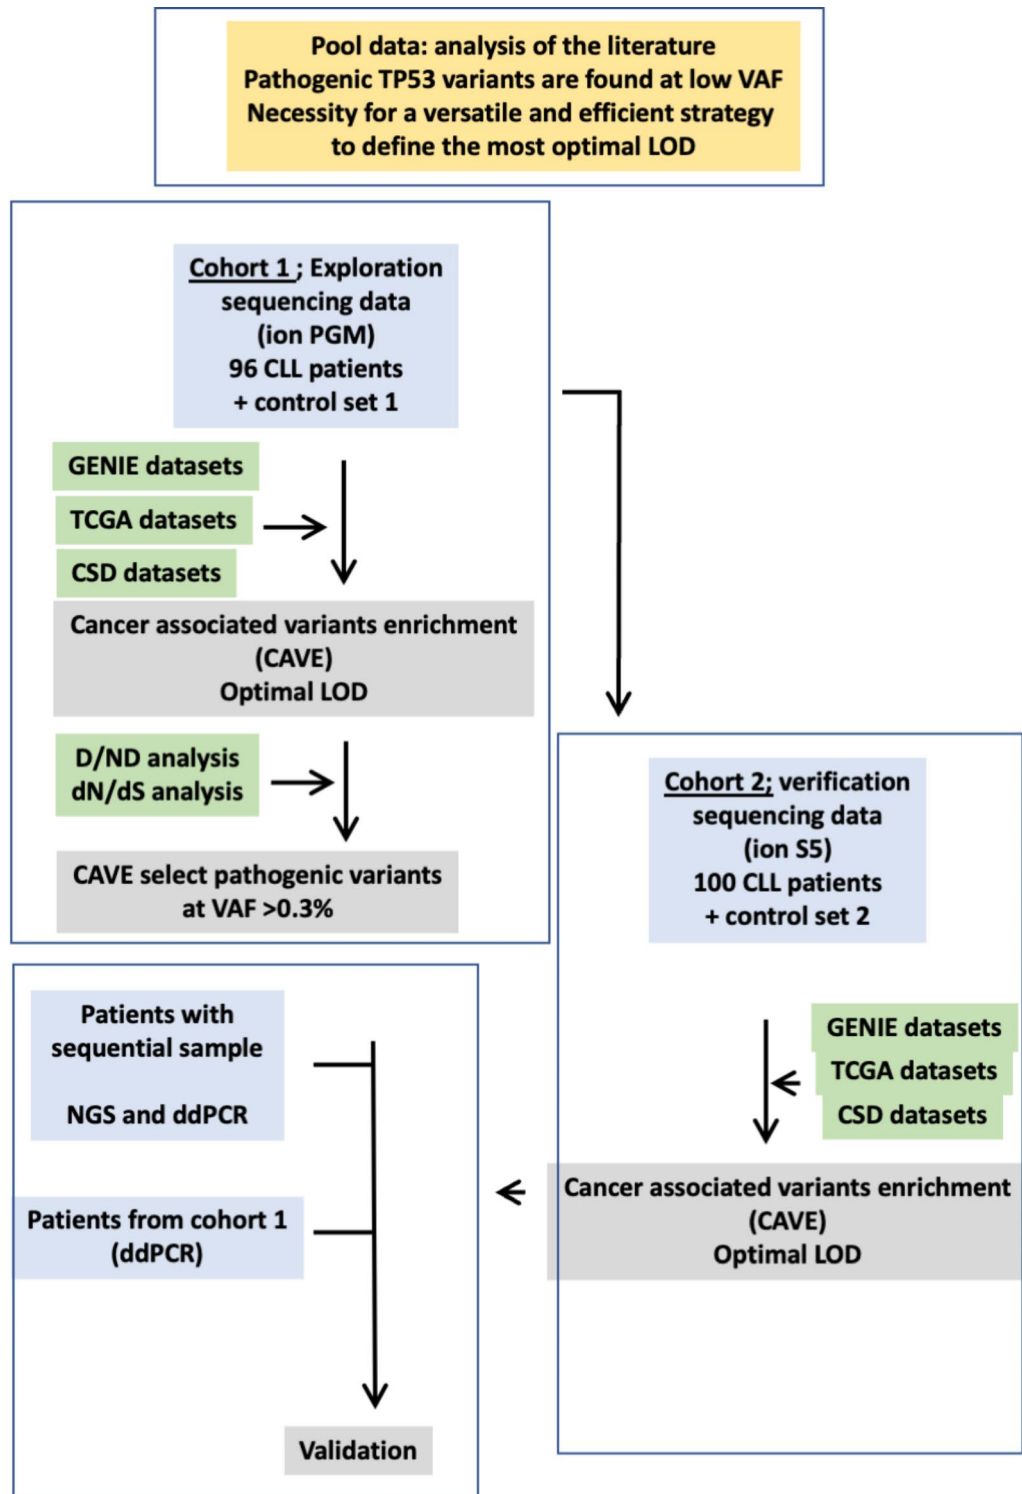 Pool data: analysis of the literature
Pathogenic TP53 variants are found at low VAF
Necessity for a versatile and efficient strategy
to define the most optimal LOD
Cohort 1 ; Exploration
sequencing data
(ion PGM)
96 CLL patients
+ control set 1
GENIE datasets
TCGA datasets
CSD datasets
Cancer associated variants enrichment
(CAVE)
Optimal LOD
D/ND analysis
dN/dS analysis
CAVE select pathogenic variants
at VAF >0.3%
Cohort 2; verification
sequencing data
(ion S5)
100 CLL patients
+ control set 2
GENIE datasets
TCGA datasets
CSD datasets
Cancer associated variants enrichment
(CAVE)
Optimal LOD
Patients with
sequential sample
NGS and ddPCR
Patients from cohort 1
(ddPCR)
Validation